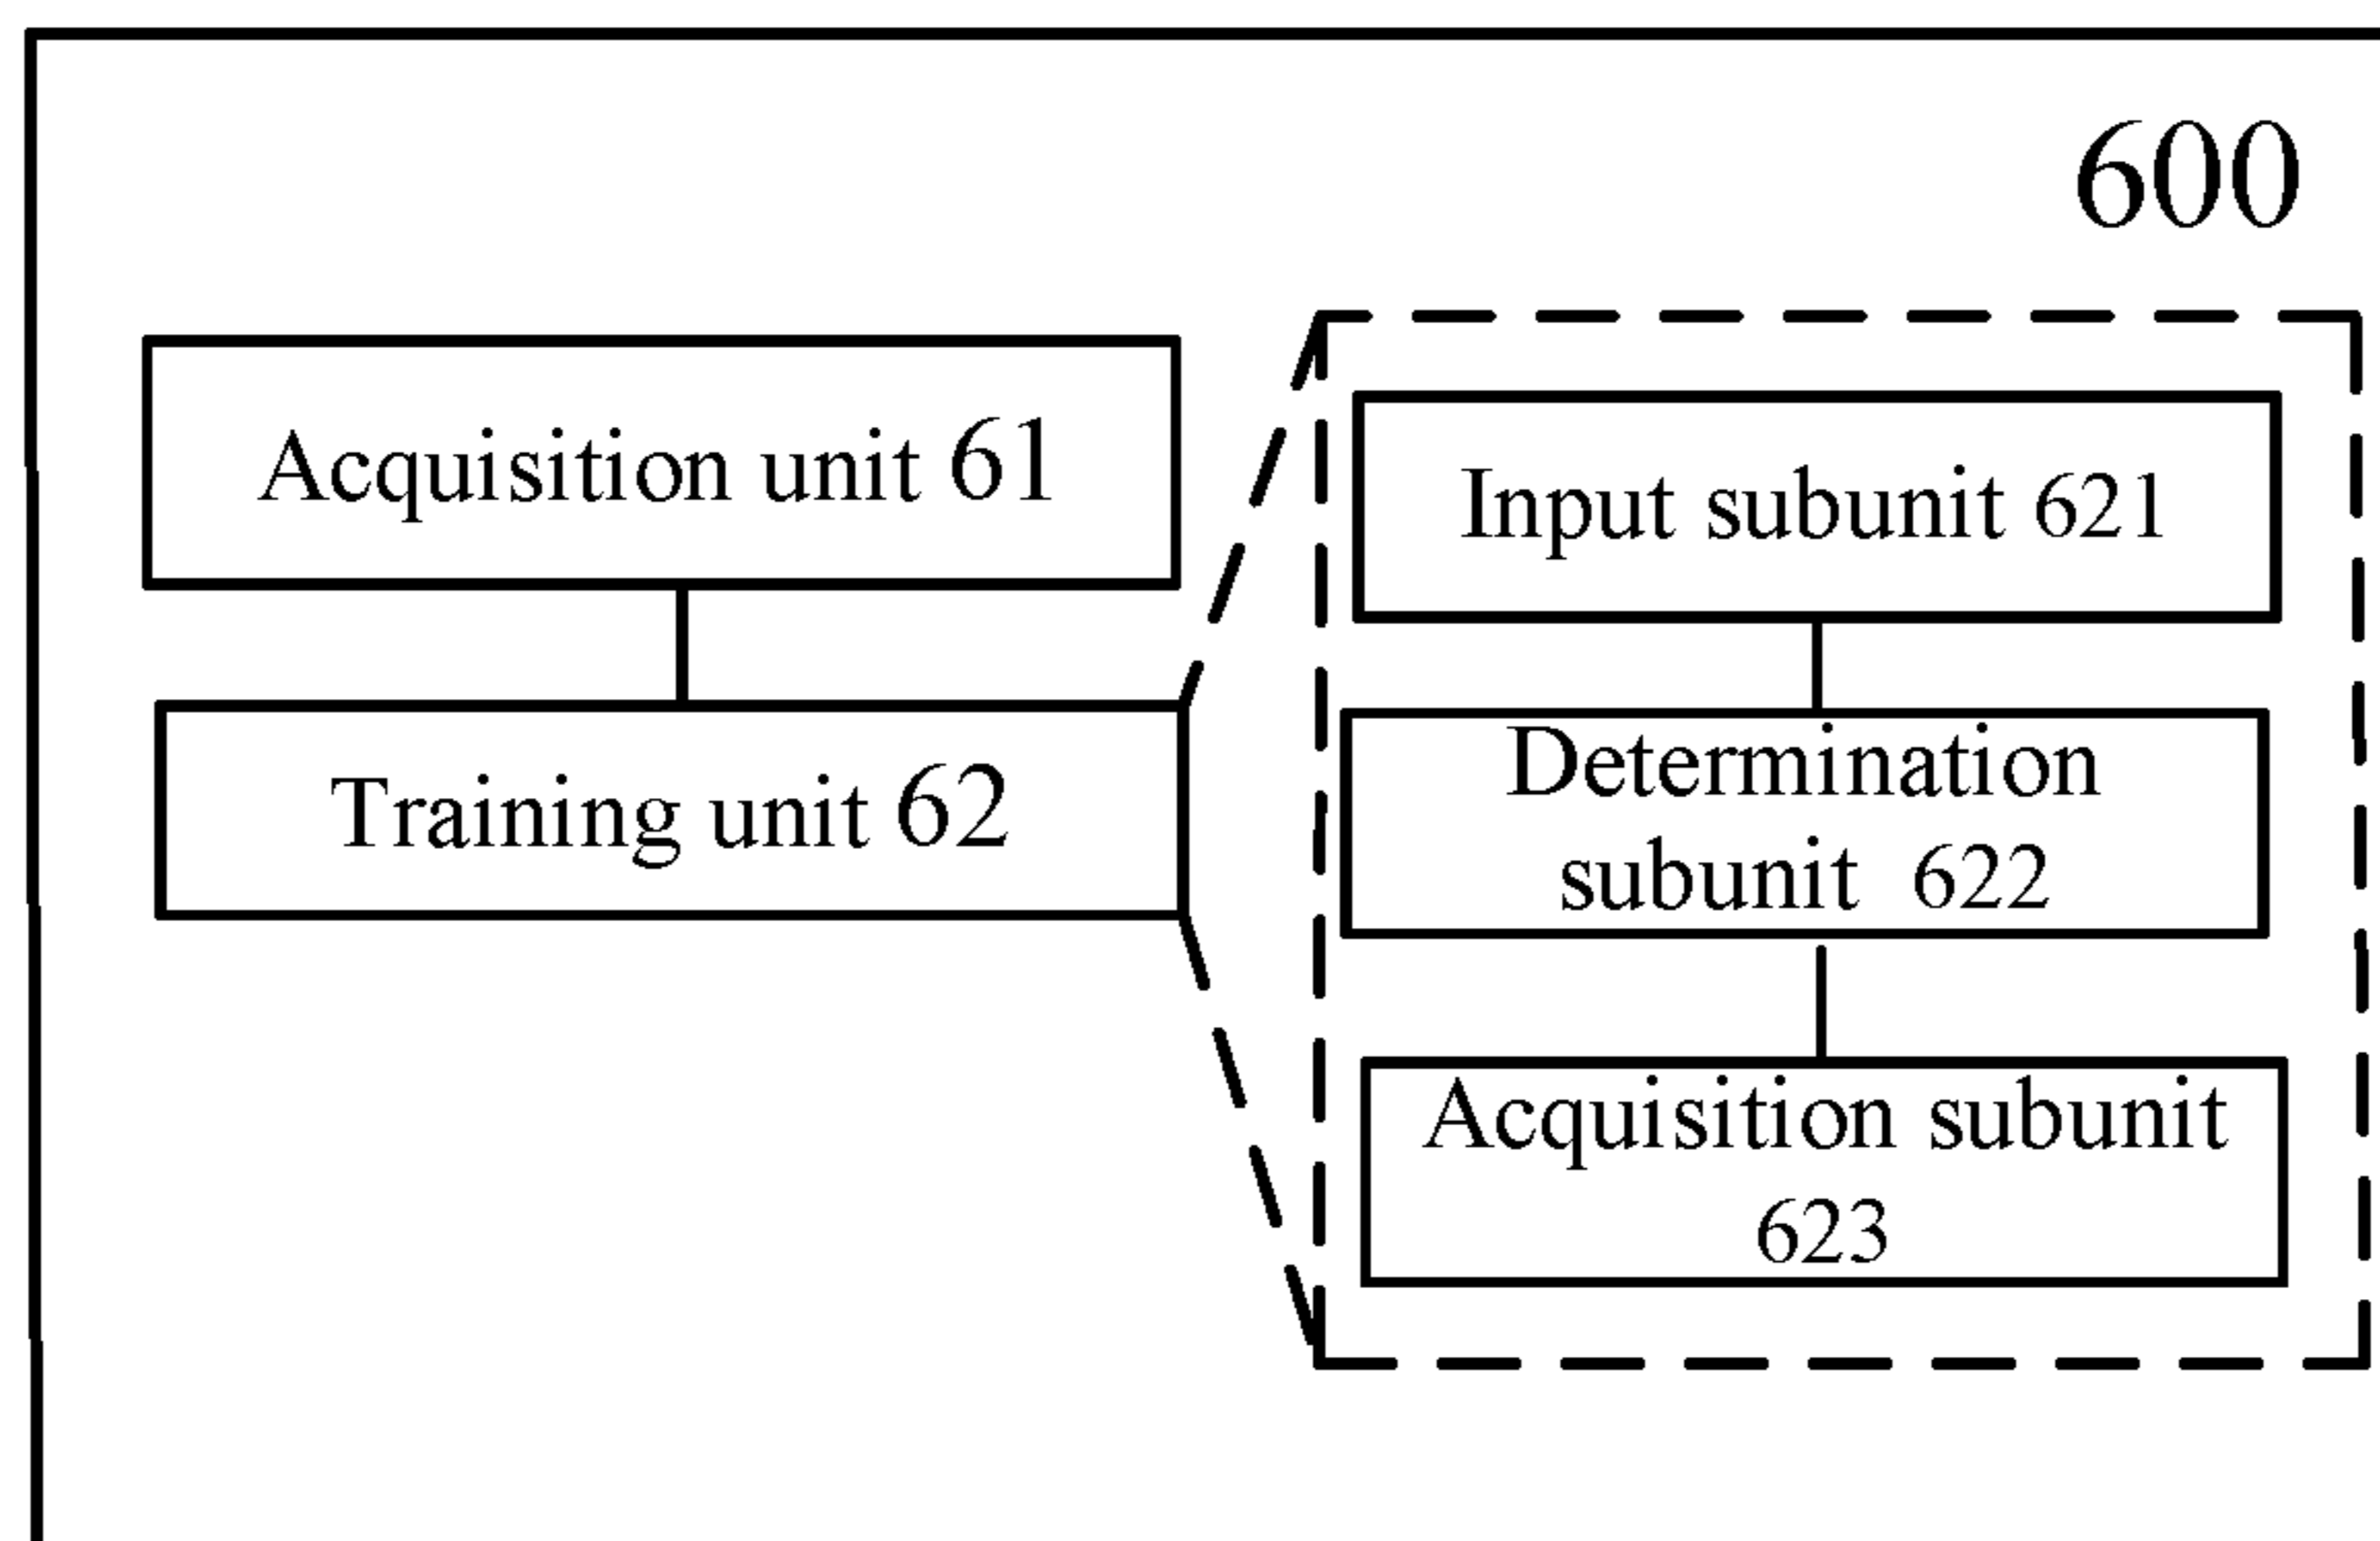 600
Acquisition unit 61
Training unit 62
Input subunit 621
Determination
subunit 622
Acquisition subunit
623